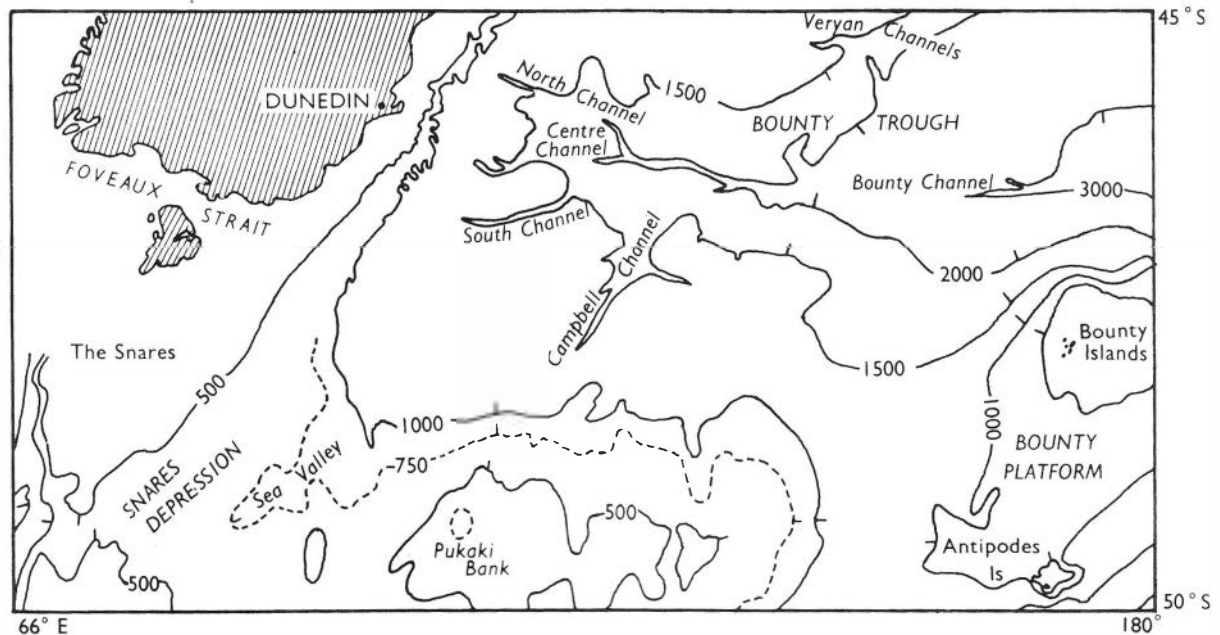 45° S
Veryan Channels
North Channel
1500
DUNEDIN
BOUNTY TROUGH
Centre
Channel
FOVEAUX
STRAIT
Bounty Channel
3000
South Channel
Campbell Channel
2000
The Snares
Bounty
Islands
500
1500
1000
1000
BOUNTY
PLATFORM
750
Sea Valley
SNARES
DEPRESSION
500
Pukaki
Bank
Antipodes
Is
500
50° S
66° E
180°